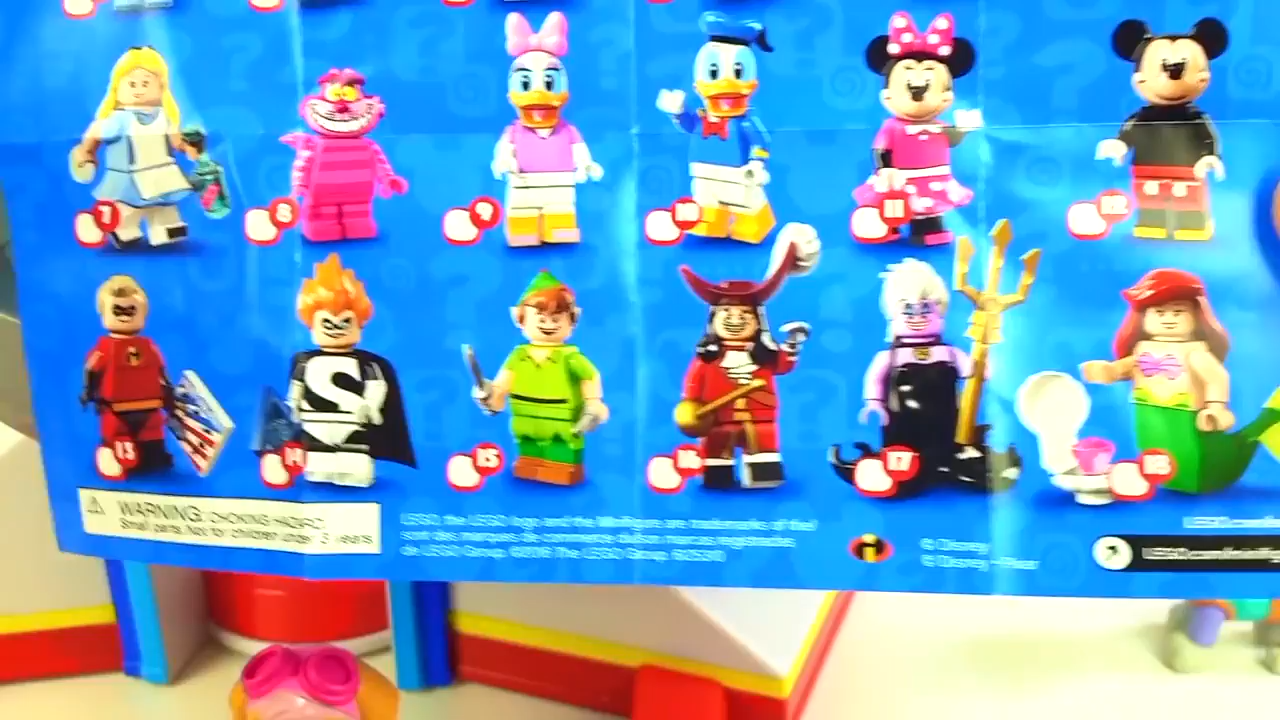 7
8
9
10
11
12
13
S
14
15
16
17
18
WARNING: CHOKING HAZARD.
Small parts. Not for children under 3 years
LEGO, the LEGO logo and the Minifigure are trademarks of the/
sont des marques de commerce de/son marcas registradas
de LEGO Group. ©2016 The LEGO Group.
© Disney
© Disney • Pixar